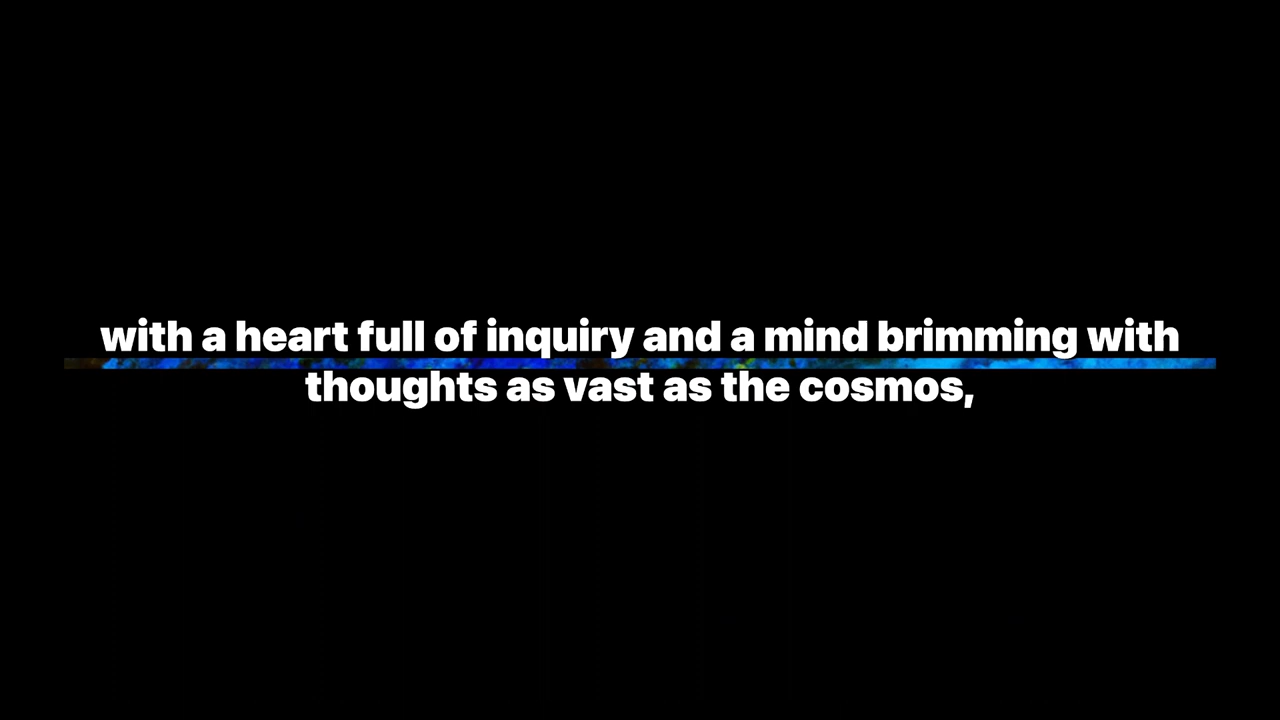 with a heart full of inquiry and a mind brimming with
thoughts as vast as the cosmos,